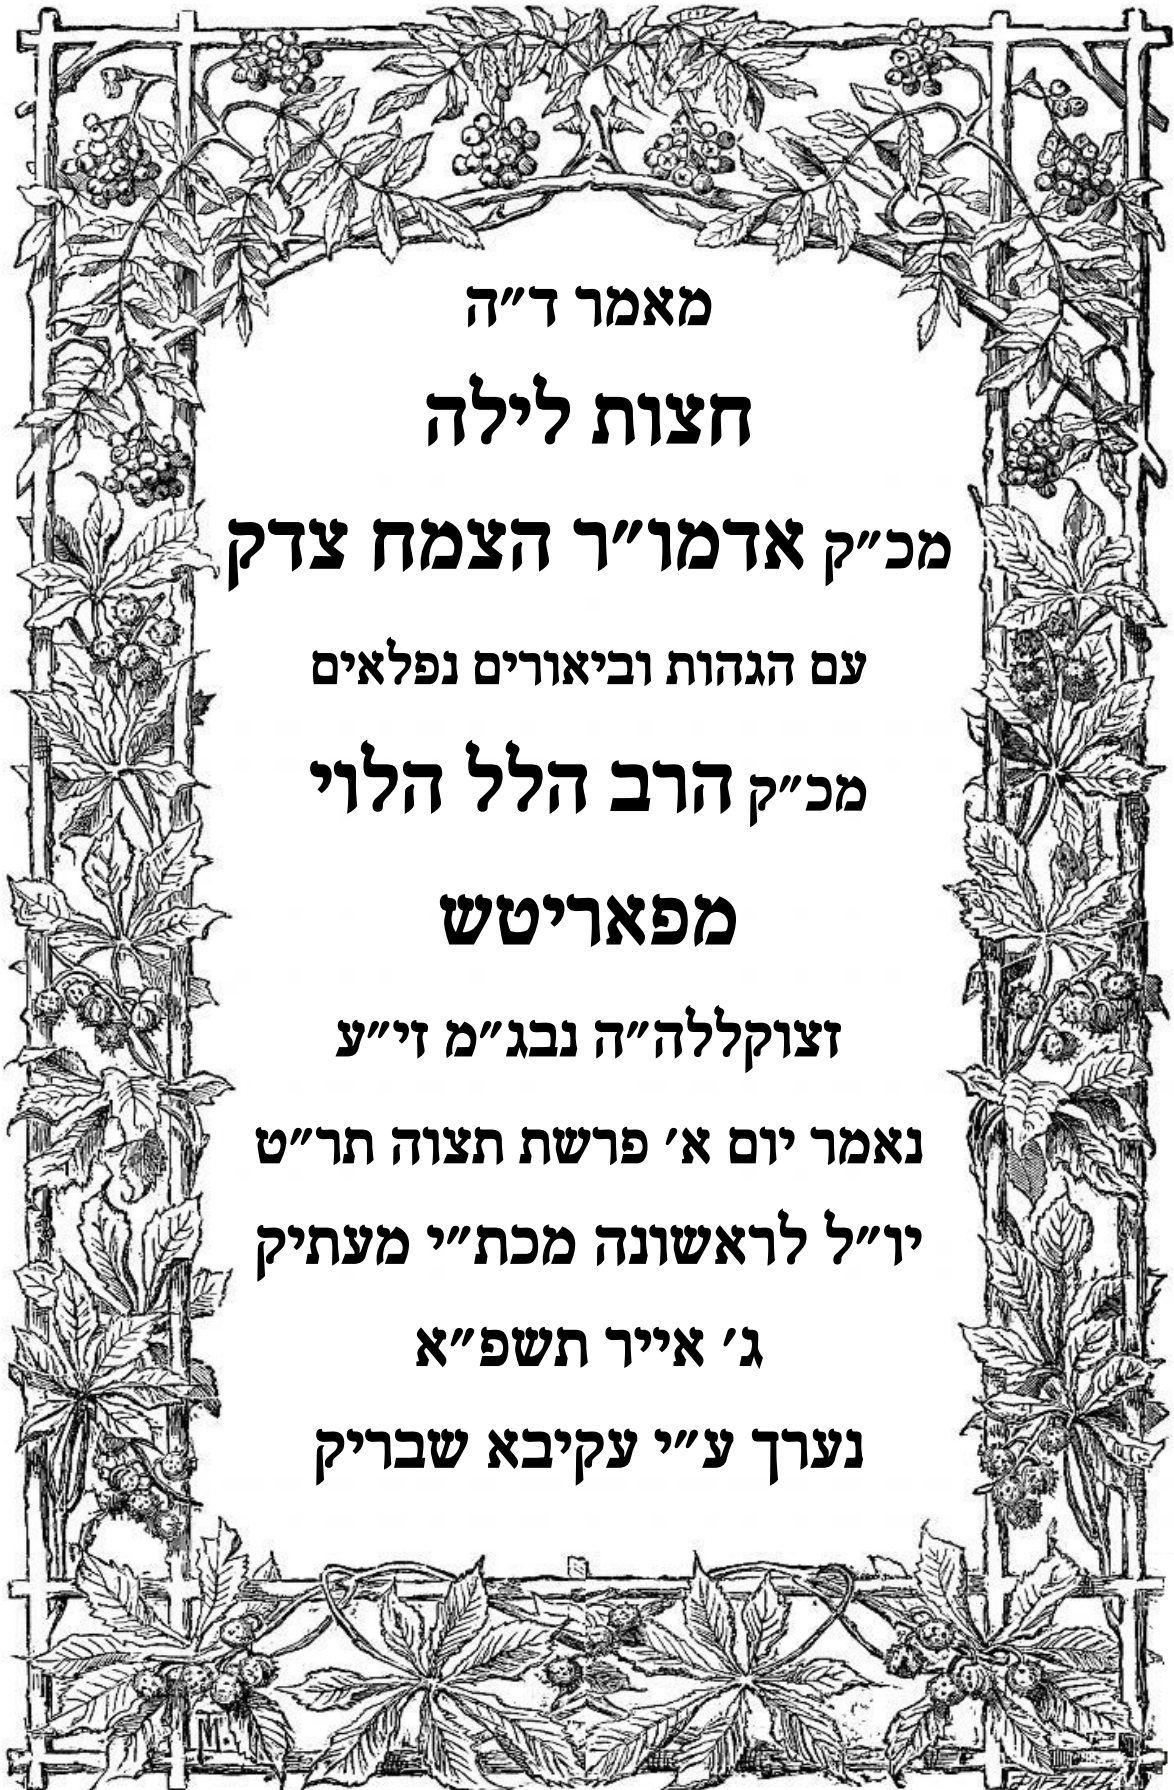 מאמר ד״ה
חצות לילה
מכ״ק אדמו״ר הצמח צדק
עם הגהות וביאורים נפלאים
מכ״ק הרב הלל הלוי
מפאריטש
זצוקללה״ה נבג״מ זי״ע
נאמר יום א׳ פרשת תצוה תר״ט
יו״ל לראשונה מכת״י מעתיק
ג׳ אייר תשפ״א
נערך ע״י עקיבא שבריק